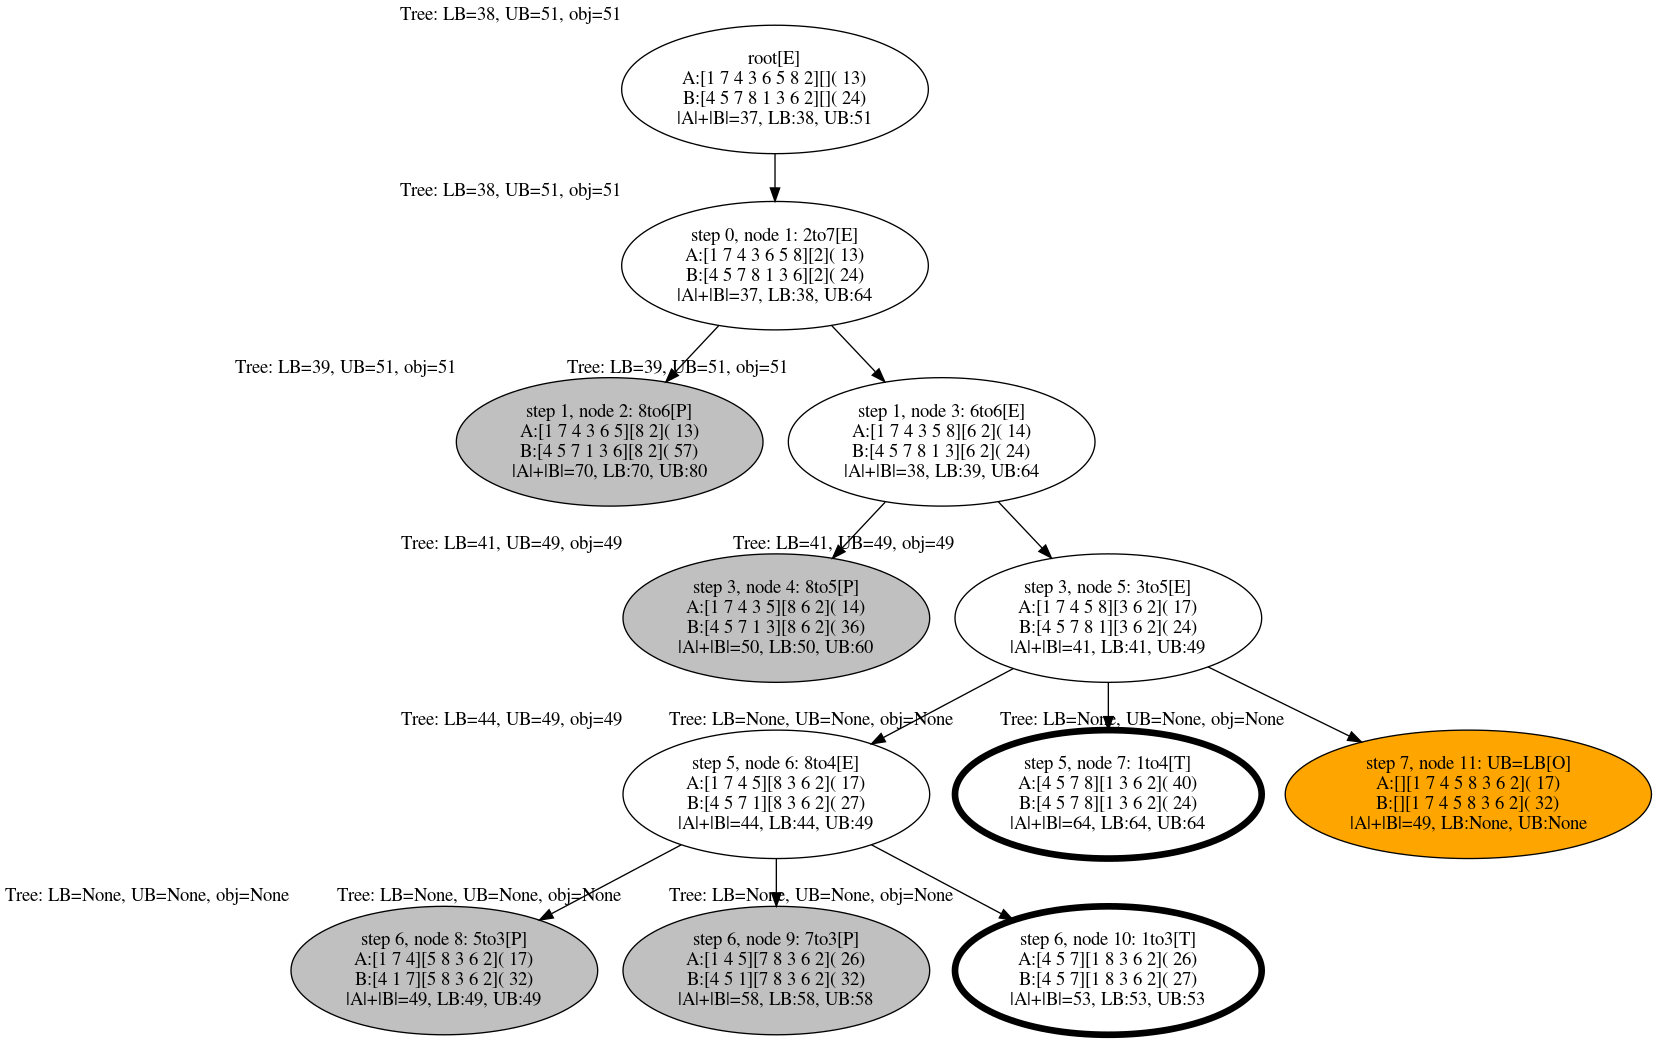 Tree: LB=38, UB=51, obj=51
root[E]
A:[1 7 4 3 6 5 8 2][]( 13)
B:[4 5 7 8 1 3 6 2][]( 24)
|A|+|B|=37, LB:38, UB:51
Tree: LB=38, UB=51, obj=51
step 0, node 1: 2to7[E]
A:[1 7 4 3 6 5 8][2]( 13)
B:[4 5 7 8 1 3 6][2]( 24)
|A|+|B|=37, LB:38, UB:64
Tree: LB=39, UB=51, obj=51
step 1, node 2: 8to6[P]
A:[1 7 4 3 6 5][8 2]( 13)
B:[4 5 7 1 3 6][8 2]( 57)
|A|+|B|=70, LB:70, UB:80
Tree: LB=39, UB=51, obj=51
step 1, node 3: 6to6[E]
A:[1 7 4 3 5 8][6 2]( 14)
B:[4 5 7 8 1 3][6 2]( 24)
|A|+|B|=38, LB:39, UB:64
Tree: LB=41, UB=49, obj=49
step 3, node 4: 8to5[P]
A:[1 7 4 3 5][8 6 2]( 14)
B:[4 5 7 1 3][8 6 2]( 36)
|A|+|B|=50, LB:50, UB:60
Tree: LB=41, UB=49, obj=49
step 3, node 5: 3to5[E]
A:[1 7 4 5 8][3 6 2]( 17)
B:[4 5 7 8 1][3 6 2]( 24)
|A|+|B|=41, LB:41, UB:49
Tree: LB=44, UB=49, obj=49
step 5, node 6: 8to4[E]
A:[1 7 4 5][8 3 6 2]( 17)
B:[4 5 7 1][8 3 6 2]( 27)
|A|+|B|=44, LB:44, UB:49
Tree: LB=None, UB=None, obj=None
step 5, node 7: 1to4[T]
A:[4 5 7 8][1 3 6 2]( 40)
B:[4 5 7 8][1 3 6 2]( 24)
|A|+|B|=64, LB:64, UB:64
Tree: LB=None, UB=None, obj=None
step 7, node 11: UB=LB[O]
A:[][1 7 4 5 8 3 6 2]( 17)
B:[][1 7 4 5 8 3 6 2]( 32)
|A|+|B|=49, LB:None, UB:None
Tree: LB=None, UB=None, obj=None
step 6, node 8: 5to3[P]
A:[1 7 4][5 8 3 6 2]( 17)
B:[4 1 7][5 8 3 6 2]( 32)
|A|+|B|=49, LB:49, UB:49
Tree: LB=None, UB=None, obj=None
step 6, node 9: 7to3[P]
A:[1 4 5][7 8 3 6 2]( 26)
B:[4 5 1][7 8 3 6 2]( 32)
|A|+|B|=58, LB:58, UB:58
Tree: LB=None, UB=None, obj=None
step 6, node 10: 1to3[T]
A:[4 5 7][1 8 3 6 2]( 26)
B:[4 5 7][1 8 3 6 2]( 27)
|A|+|B|=53, LB:53, UB:53